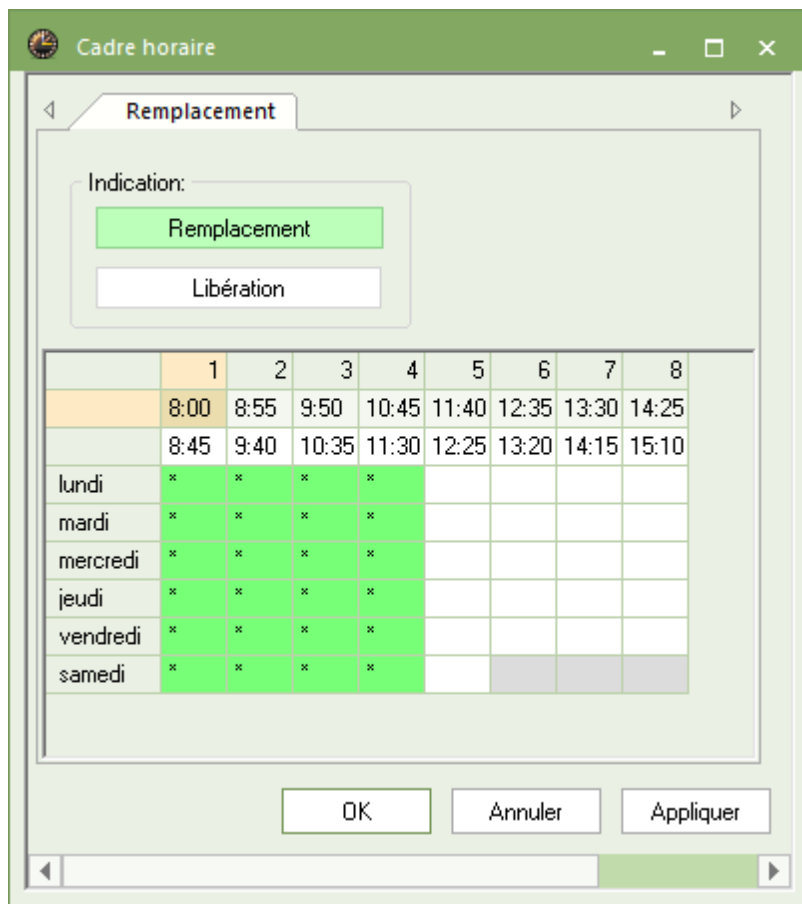 Cadre horaire
Remplacement
Indication:
Remplacement
Libération
1 2 3 4 5 6 7 8
8:00 8:55 9:50 10:45 11:40 12:35 13:30 14:25
8:45 9:40 10:35 11:30 12:25 13:20 14:15 15:10
lundi * * * *
mardi * * * *
mercredi * * * *
jeudi * * * *
vendredi * * * *
samedi * * * *
OK Annuler Appliquer